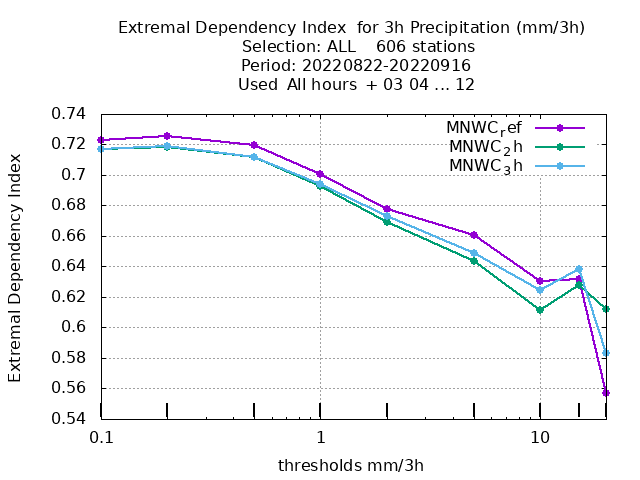 Extremal Dependency Index  for 3h Precipitation (mm/3h)
Selection: ALL    606 stations
Period: 20220822-20220916
Used  All hours  + 03 04 ... 12
0.74
0.72
0.7
0.68
0.66
0.64
0.62
0.6
0.58
0.56
0.54
Extremal Dependency Index
MNWC_ref
MNWC_2h
MNWC_3h
0.1
1
10
thresholds mm/3h